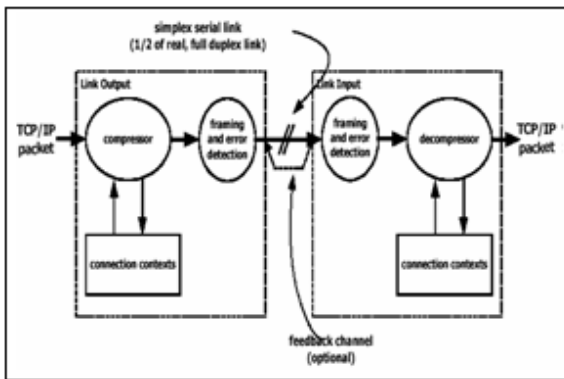 simplex serial link
(1/2 of real, full duplex link)
Link Output
Link Input
TCP/IP
packet
compressor
framing
and error
detection
framing
and error
detection
decompressor
TCP/IP
packet
connection contexts
connection contexts
feedback channel
(optional)